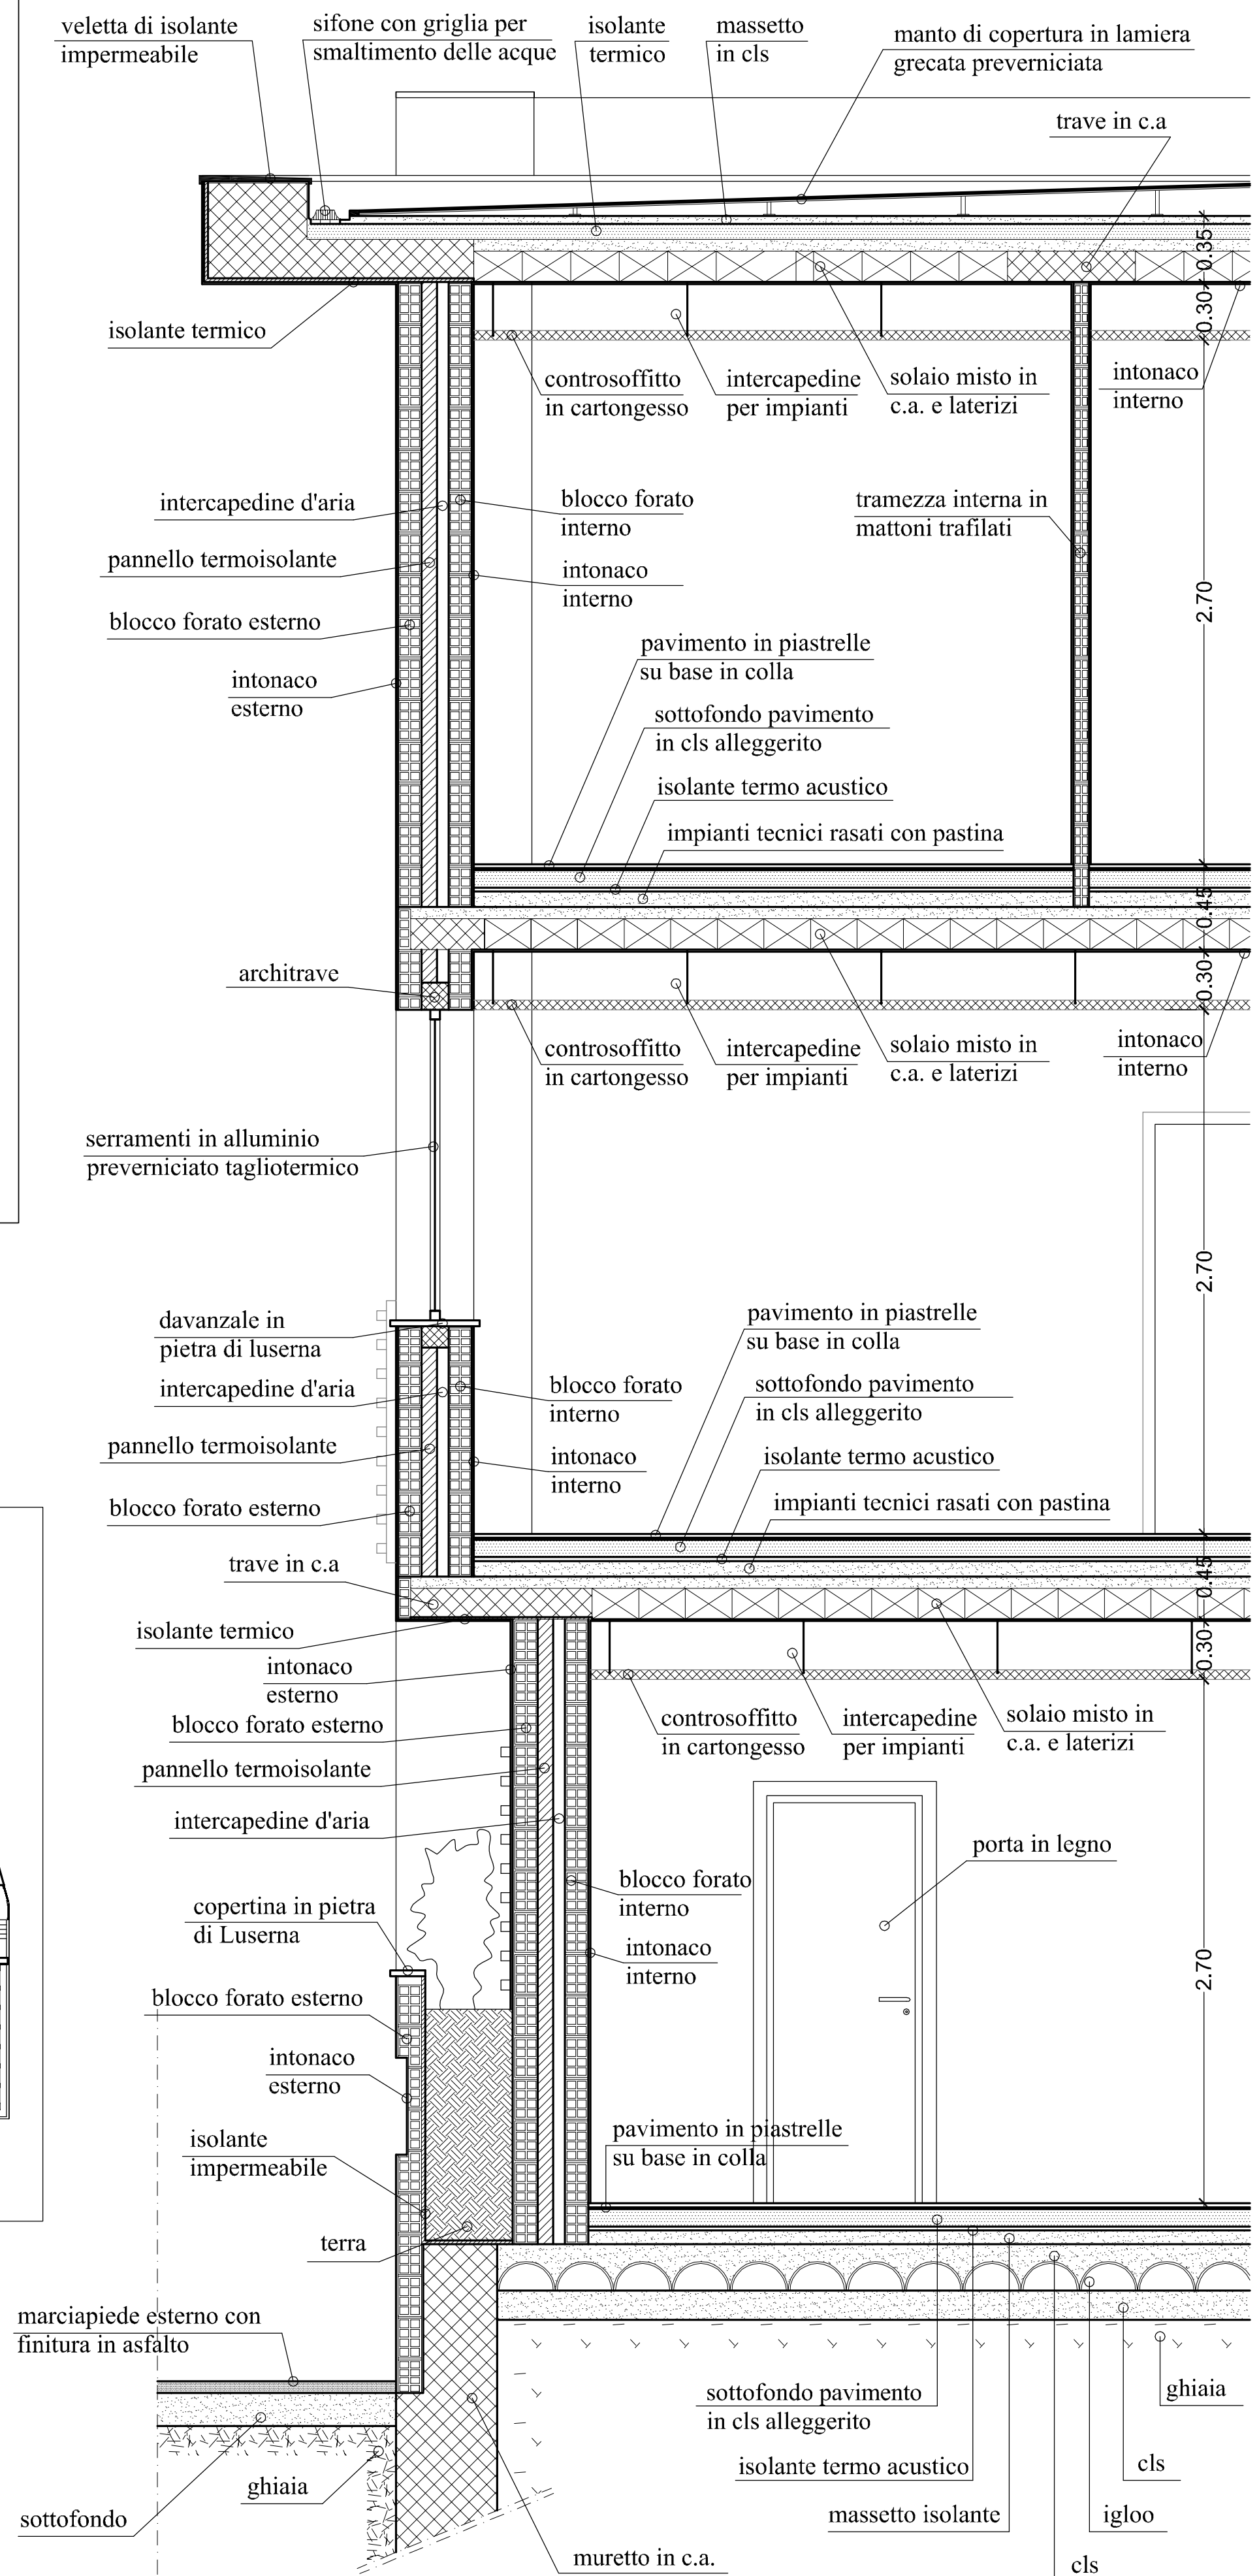 veletta di isolante
impermeabile
sifone con griglia per
smaltimento delle acque
isolante
termico
massetto
in cls
manto di copertura in lamiera
grecata preverniciata
trave in c.a
0.35
0.30
isolante termico
controsoffitto
in cartongesso
intercapedine
per impianti
solaio misto in
c.a. e laterizi
intonaco
interno
intercapedine d'aria
blocco forato
interno
tramezza interna in
mattoni trafilati
pannello termoisolante
intonaco
interno
2.70
blocco forato esterno
intonaco
esterno
pavimento in piastrelle
su base in colla
sottofondo pavimento
in cls alleggerito
isolante termo acustico
impianti tecnici rasati con pastina
0.45
architrave
0.30
controsoffitto
in cartongesso
intercapedine
per impianti
solaio misto in
c.a. e laterizi
intonaco
interno
serramenti in alluminio
preverniciato tagliotermico
2.70
davanzale in
pietra di luserna
pavimento in piastrelle
su base in colla
intercapedine d'aria
blocco forato
interno
sottofondo pavimento
in cls alleggerito
pannello termoisolante
intonaco
interno
isolante termo acustico
blocco forato esterno
impianti tecnici rasati con pastina
trave in c.a
0.45
isolante termico
0.30
intonaco
esterno
blocco forato esterno
controsoffitto
in cartongesso
intercapedine
per impianti
solaio misto in
c.a. e laterizi
pannello termoisolante
intercapedine d'aria
porta in legno
blocco forato
interno
copertina in pietra
di Luserna
intonaco
interno
2.70
blocco forato esterno
intonaco
esterno
pavimento in piastrelle
su base in colla
isolante
impermeabile
terra
marciapiede esterno con
finitura in asfalto
sottofondo pavimento
in cls alleggerito
ghiaia
isolante termo acustico
cls
ghiaia
massetto isolante
igloo
sottofondo
muretto in c.a.
cls